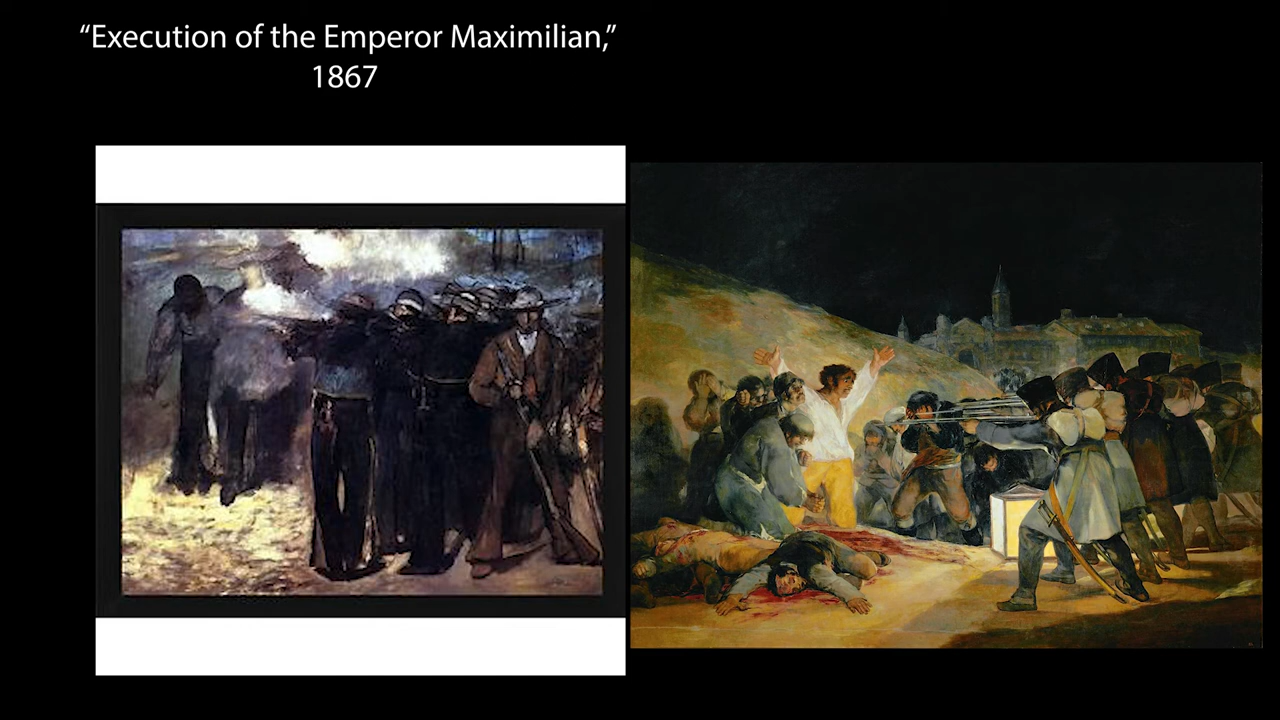 “Execution of the Emperor Maximilian,”
1867